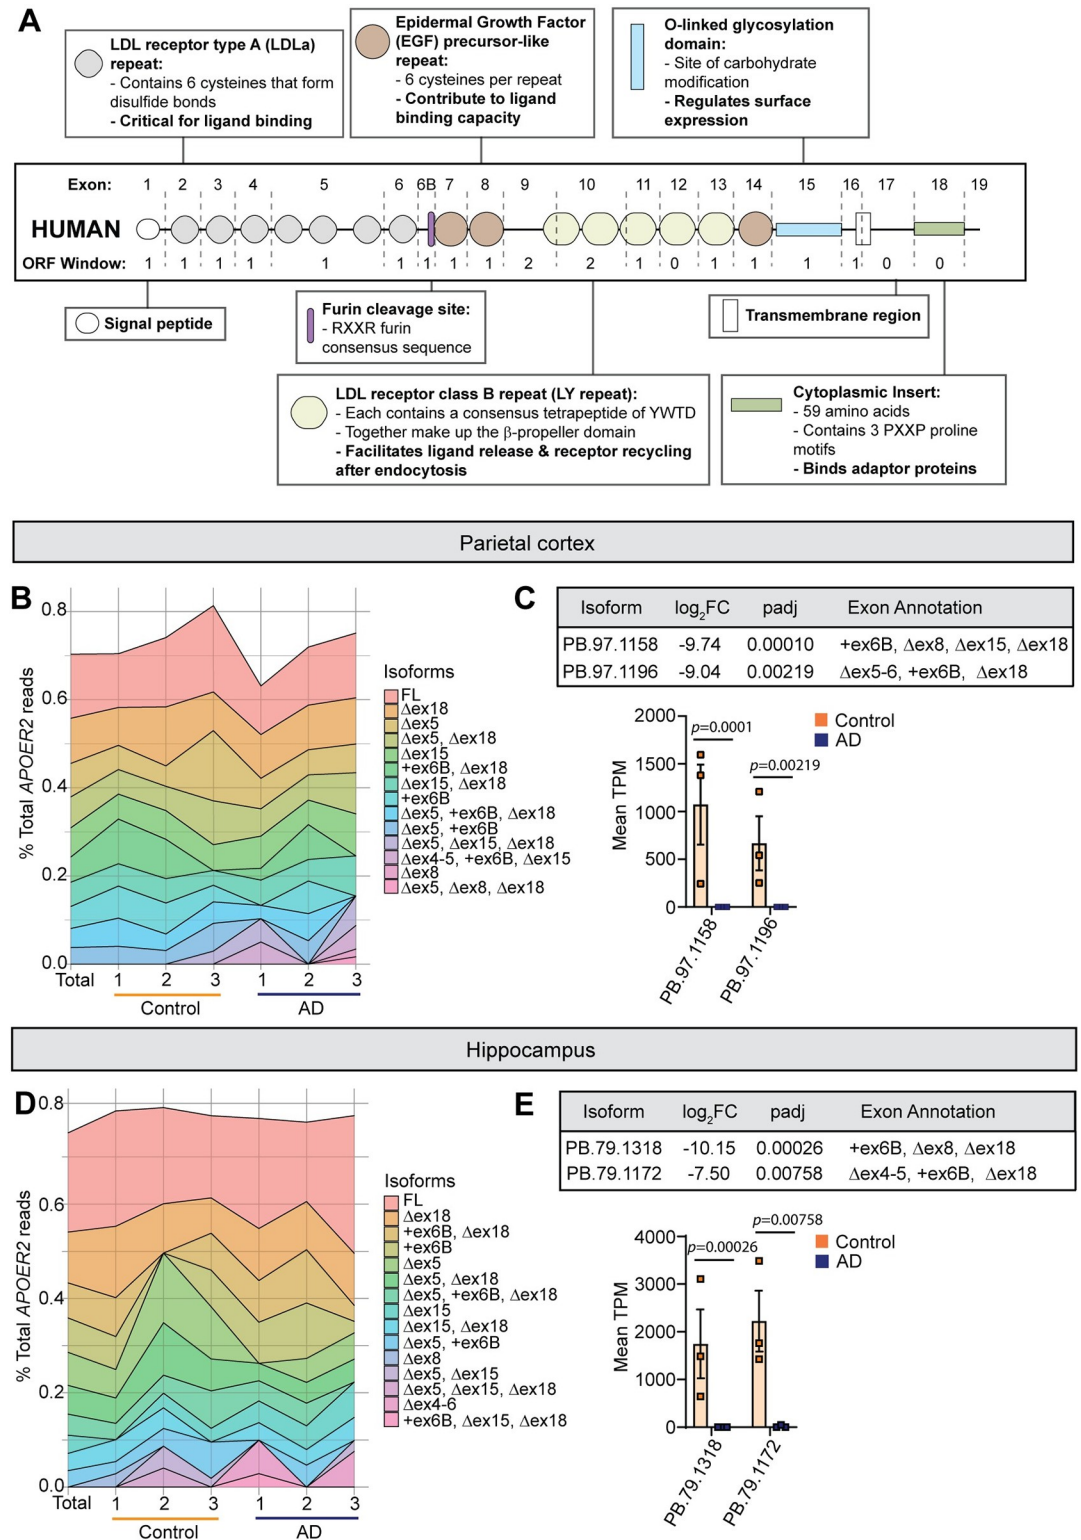 A
LDL receptor type A (LDLa)
repeat:
- Contains 6 cysteines that form
disulfide bonds
- Critical for ligand binding
Epidermal Growth Factor
(EGF) precursor-like
repeat:
- 6 cysteines per repeat
- Contribute to ligand
binding capacity
O-linked glycosylation
domain:
- Site of carbohydrate
modification
- Regulates surface
expression
Exon: 1 2 3 4 5 6 6B 7 8 9 10 11 12 13 14 15 16 17 18 19
HUMAN
ORF Window: 1 1 1 1 1 1 1 1 1 2 2 1 0 1 1 1 1 0 0
Signal peptide
Furin cleavage site:
- RXXR furin
consensus sequence
Transmembrane region
LDL receptor class B repeat (LY repeat):
- Each contains a consensus tetrapeptide of YWTD
- Together make up the β-propeller domain
- Facilitates ligand release & receptor recycling
after endocytosis
Cytoplasmic Insert:
- 59 amino acids
- Contains 3 PXXP proline
motifs
- Binds adaptor proteins
Parietal cortex
B
% Total APOER2 reads
0.8
0.6
0.4
0.2
0.0
Total 1 2 3 1 2 3
Control AD
Isoforms
FL
Δex18
Δex5
Δex5, Δex18
Δex15
+ex6B, Δex18
Δex15, Δex18
+ex6B
Δex5, +ex6B, Δex18
Δex5, +ex6B
Δex5, Δex15, Δex18
Δex4-5, +ex6B, Δex15
Δex8
Δex5, Δex8, Δex18
C
Isoform log2FC padj Exon Annotation
PB.97.1158 -9.74 0.00010 +ex6B, Δex8, Δex15, Δex18
PB.97.1196 -9.04 0.00219 Δex5-6, +ex6B, Δex18
Mean TPM
2000
1500
1000
500
0
p=0.0001
p=0.00219
Control
AD
PB.97.1158
PB.97.1196
Hippocampus
D
% Total APOER2 reads
0.8
0.6
0.4
0.2
0.0
Total 1 2 3 1 2 3
Control AD
Isoforms
FL
Δex18
+ex6B, Δex18
+ex6B
Δex5
Δex5, Δex18
Δex5, +ex6B, Δex18
Δex15
Δex15, Δex18
Δex5, +ex6B
Δex8
Δex5, Δex15
Δex5, Δex15, Δex18
Δex4-6
+ex6B, Δex15, Δex18
E
Isoform log2FC padj Exon Annotation
PB.79.1318 -10.15 0.00026 +ex6B, Δex8, Δex18
PB.79.1172 -7.50 0.00758 Δex4-5, +ex6B, Δex18
Mean TPM
4000
3000
2000
1000
0
p=0.00026
p=0.00758
Control
AD
PB.79.1318
PB.79.1172